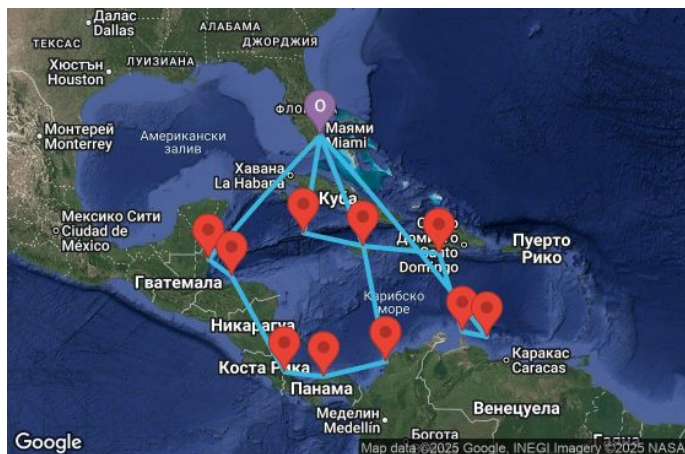 Далас
Dallas
АЛАБАМА
ТЕКСАС
ДЖОРДЖИЯ
ЛУИЗИАНА
Хюстън
Houston
O
Монтерей
Monterrey
Американски
залив
Маями
Miami
Хавана
La Habana
Куба
Мексико Сити
Ciudad de
México
Доминго
Santo
Domingo
Пуерто
Рико
Гватемала
Карибско
море
Никарагуа
Коста Рика
Панама
Каракас
Caracas
Венецуела
Меделин
Medellín
Богота
Google
Map data ©2025 Google, INEGI Imagery ©2025 NASA